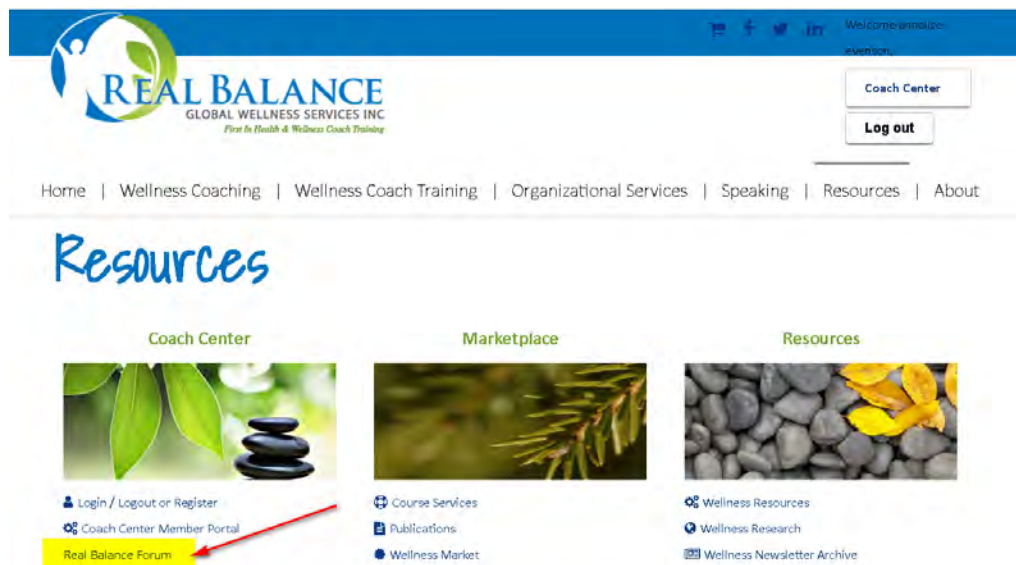 Welcome annalize
evenson,
REAL BALANCE
GLOBAL WELLNESS SERVICES INC
First In Health & Wellness Coach Training
Coach Center
Log out
Home | Wellness Coaching | Wellness Coach Training | Organizational Services | Speaking | Resources | About
Resources
Coach Center Marketplace Resources
Login / Logout or Register Course Services Wellness Resources
Coach Center Member Portal Publications Wellness Research
Real Balance Forum Wellness Market Wellness Newsletter Archive